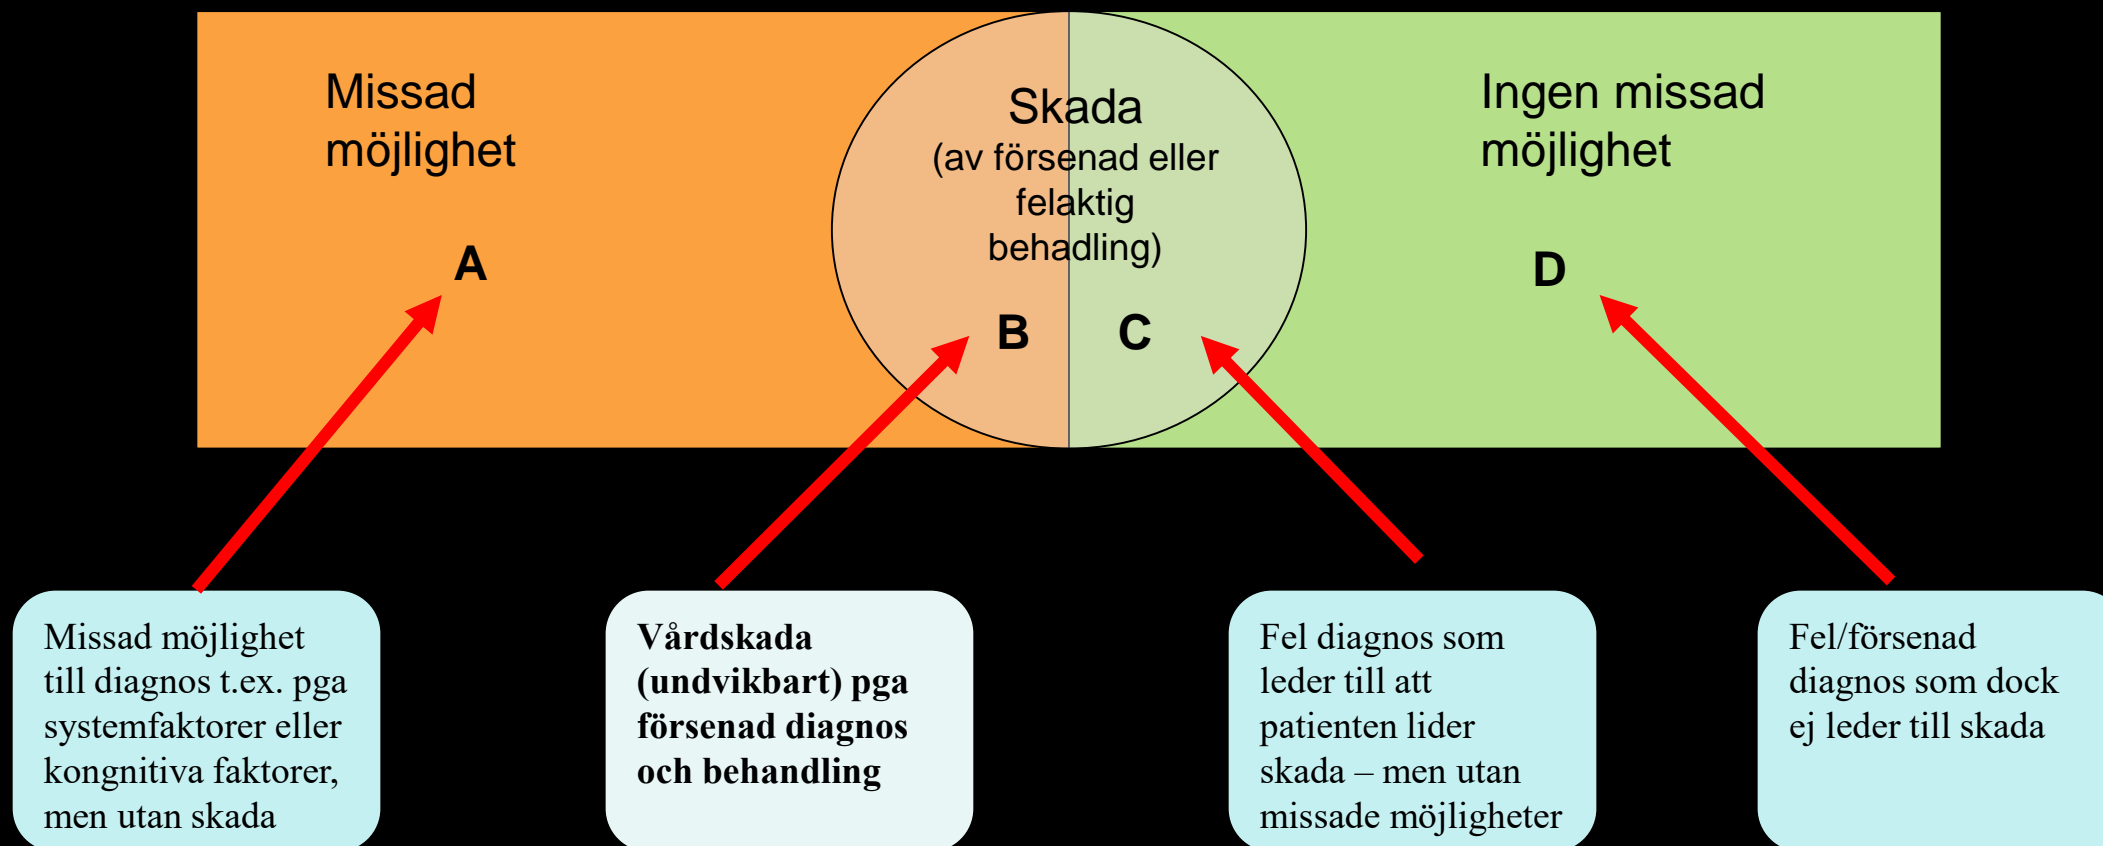 Missad
möjlighet
A
Skada
(av försenad eller
felaktig
behadling)
B
C
Ingen missad
möjlighet
D
Missad möjlighet
till diagnos t.ex. pga
systemfaktorer eller
kongnitiva faktorer,
men utan skada
Vårdskada
(undvikbart) pga
försenad diagnos
och behandling
Fel diagnos som
leder till att
patienten lider
skada – men utan
missade möjligheter
Fel/försenad
diagnos som dock
ej leder till skada